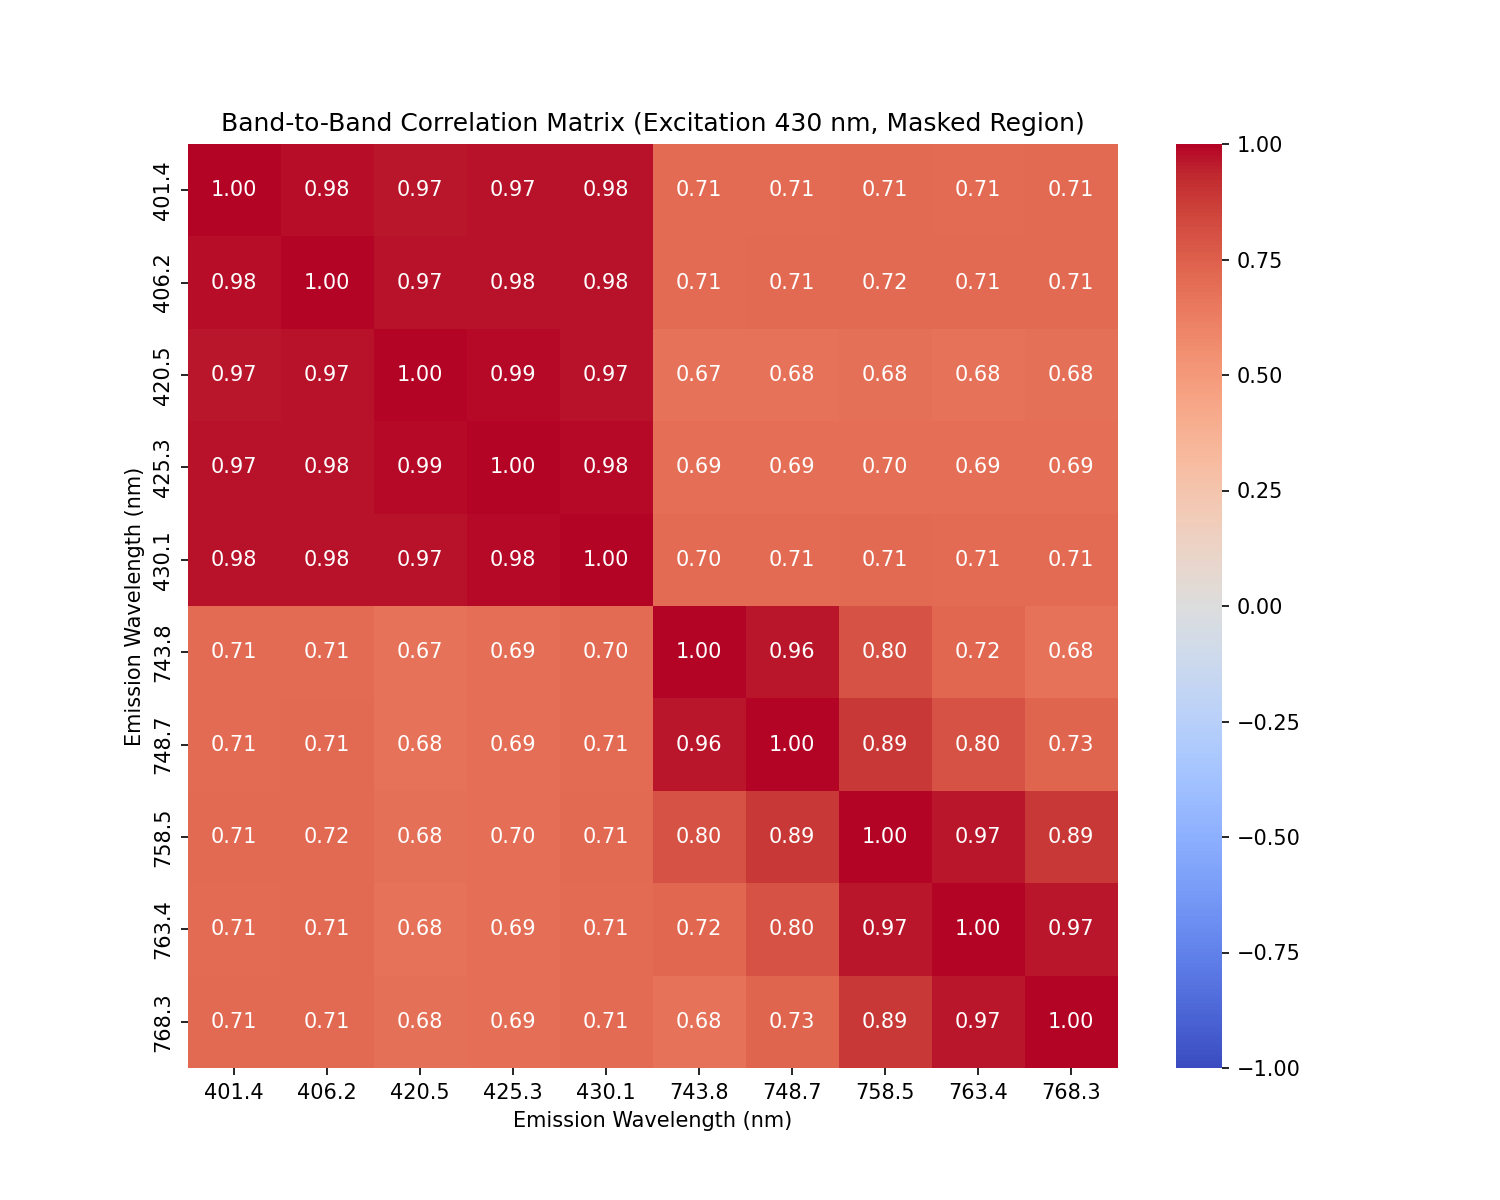 Band-to-Band Correlation Matrix (Excitation 430 nm, Masked Region)
Emission Wavelength (nm)
401.4 1.00 0.98 0.97 0.97 0.98 0.71 0.71 0.71 0.71 0.71
406.2 0.98 1.00 0.97 0.98 0.98 0.71 0.71 0.72 0.71 0.71
420.5 0.97 0.97 1.00 0.99 0.97 0.67 0.68 0.68 0.68 0.68
425.3 0.97 0.98 0.99 1.00 0.98 0.69 0.69 0.70 0.69 0.69
430.1 0.98 0.98 0.97 0.98 1.00 0.70 0.71 0.71 0.71 0.71
743.8 0.71 0.71 0.67 0.69 0.70 1.00 0.96 0.80 0.72 0.68
748.7 0.71 0.71 0.68 0.69 0.71 0.96 1.00 0.89 0.80 0.73
758.5 0.71 0.72 0.68 0.70 0.71 0.80 0.89 1.00 0.97 0.89
763.4 0.71 0.71 0.68 0.69 0.71 0.72 0.80 0.97 1.00 0.97
768.3 0.71 0.71 0.68 0.69 0.71 0.68 0.73 0.89 0.97 1.00
401.4 406.2 420.5 425.3 430.1 743.8 748.7 758.5 763.4 768.3
Emission Wavelength (nm)
1.00
0.75
0.50
0.25
0.00
−0.25
−0.50
−0.75
−1.00